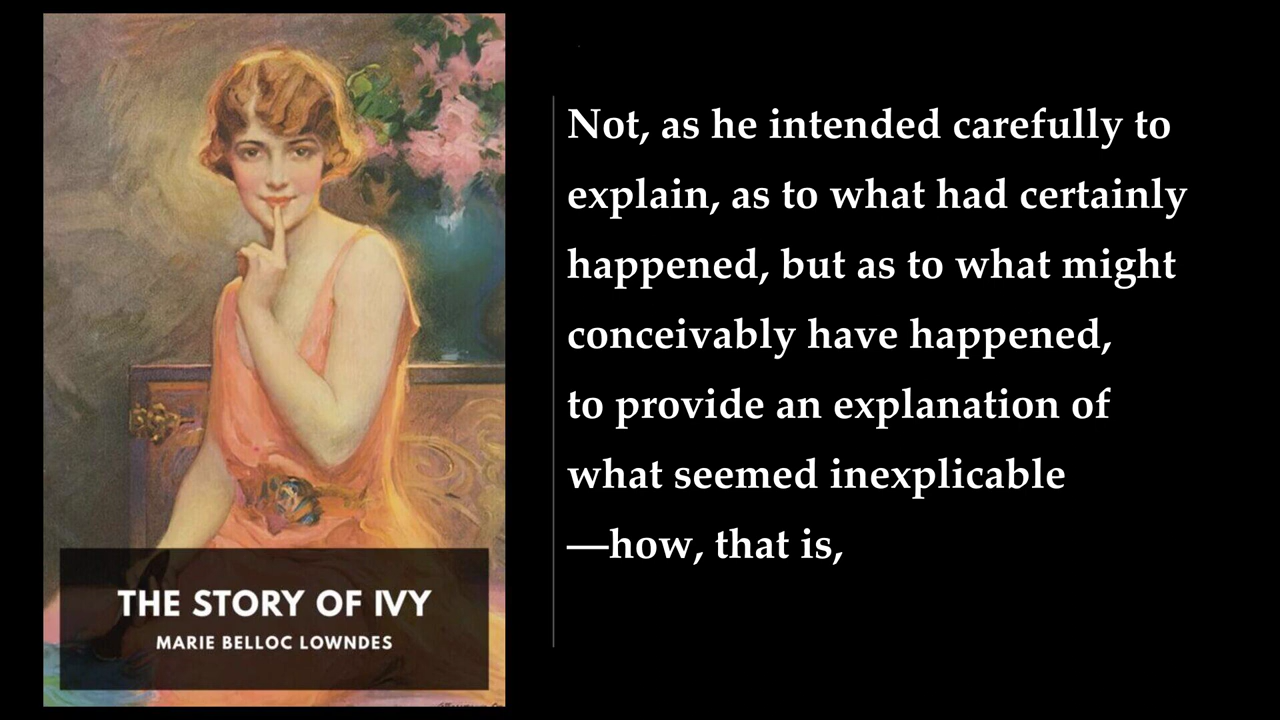 THE STORY OF IVY
MARIE BELLOC LOWNDES
Not, as he intended carefully to
explain, as to what had certainly
happened, but as to what might
conceivably have happened,
to provide an explanation of
what seemed inexplicable
—how, that is,